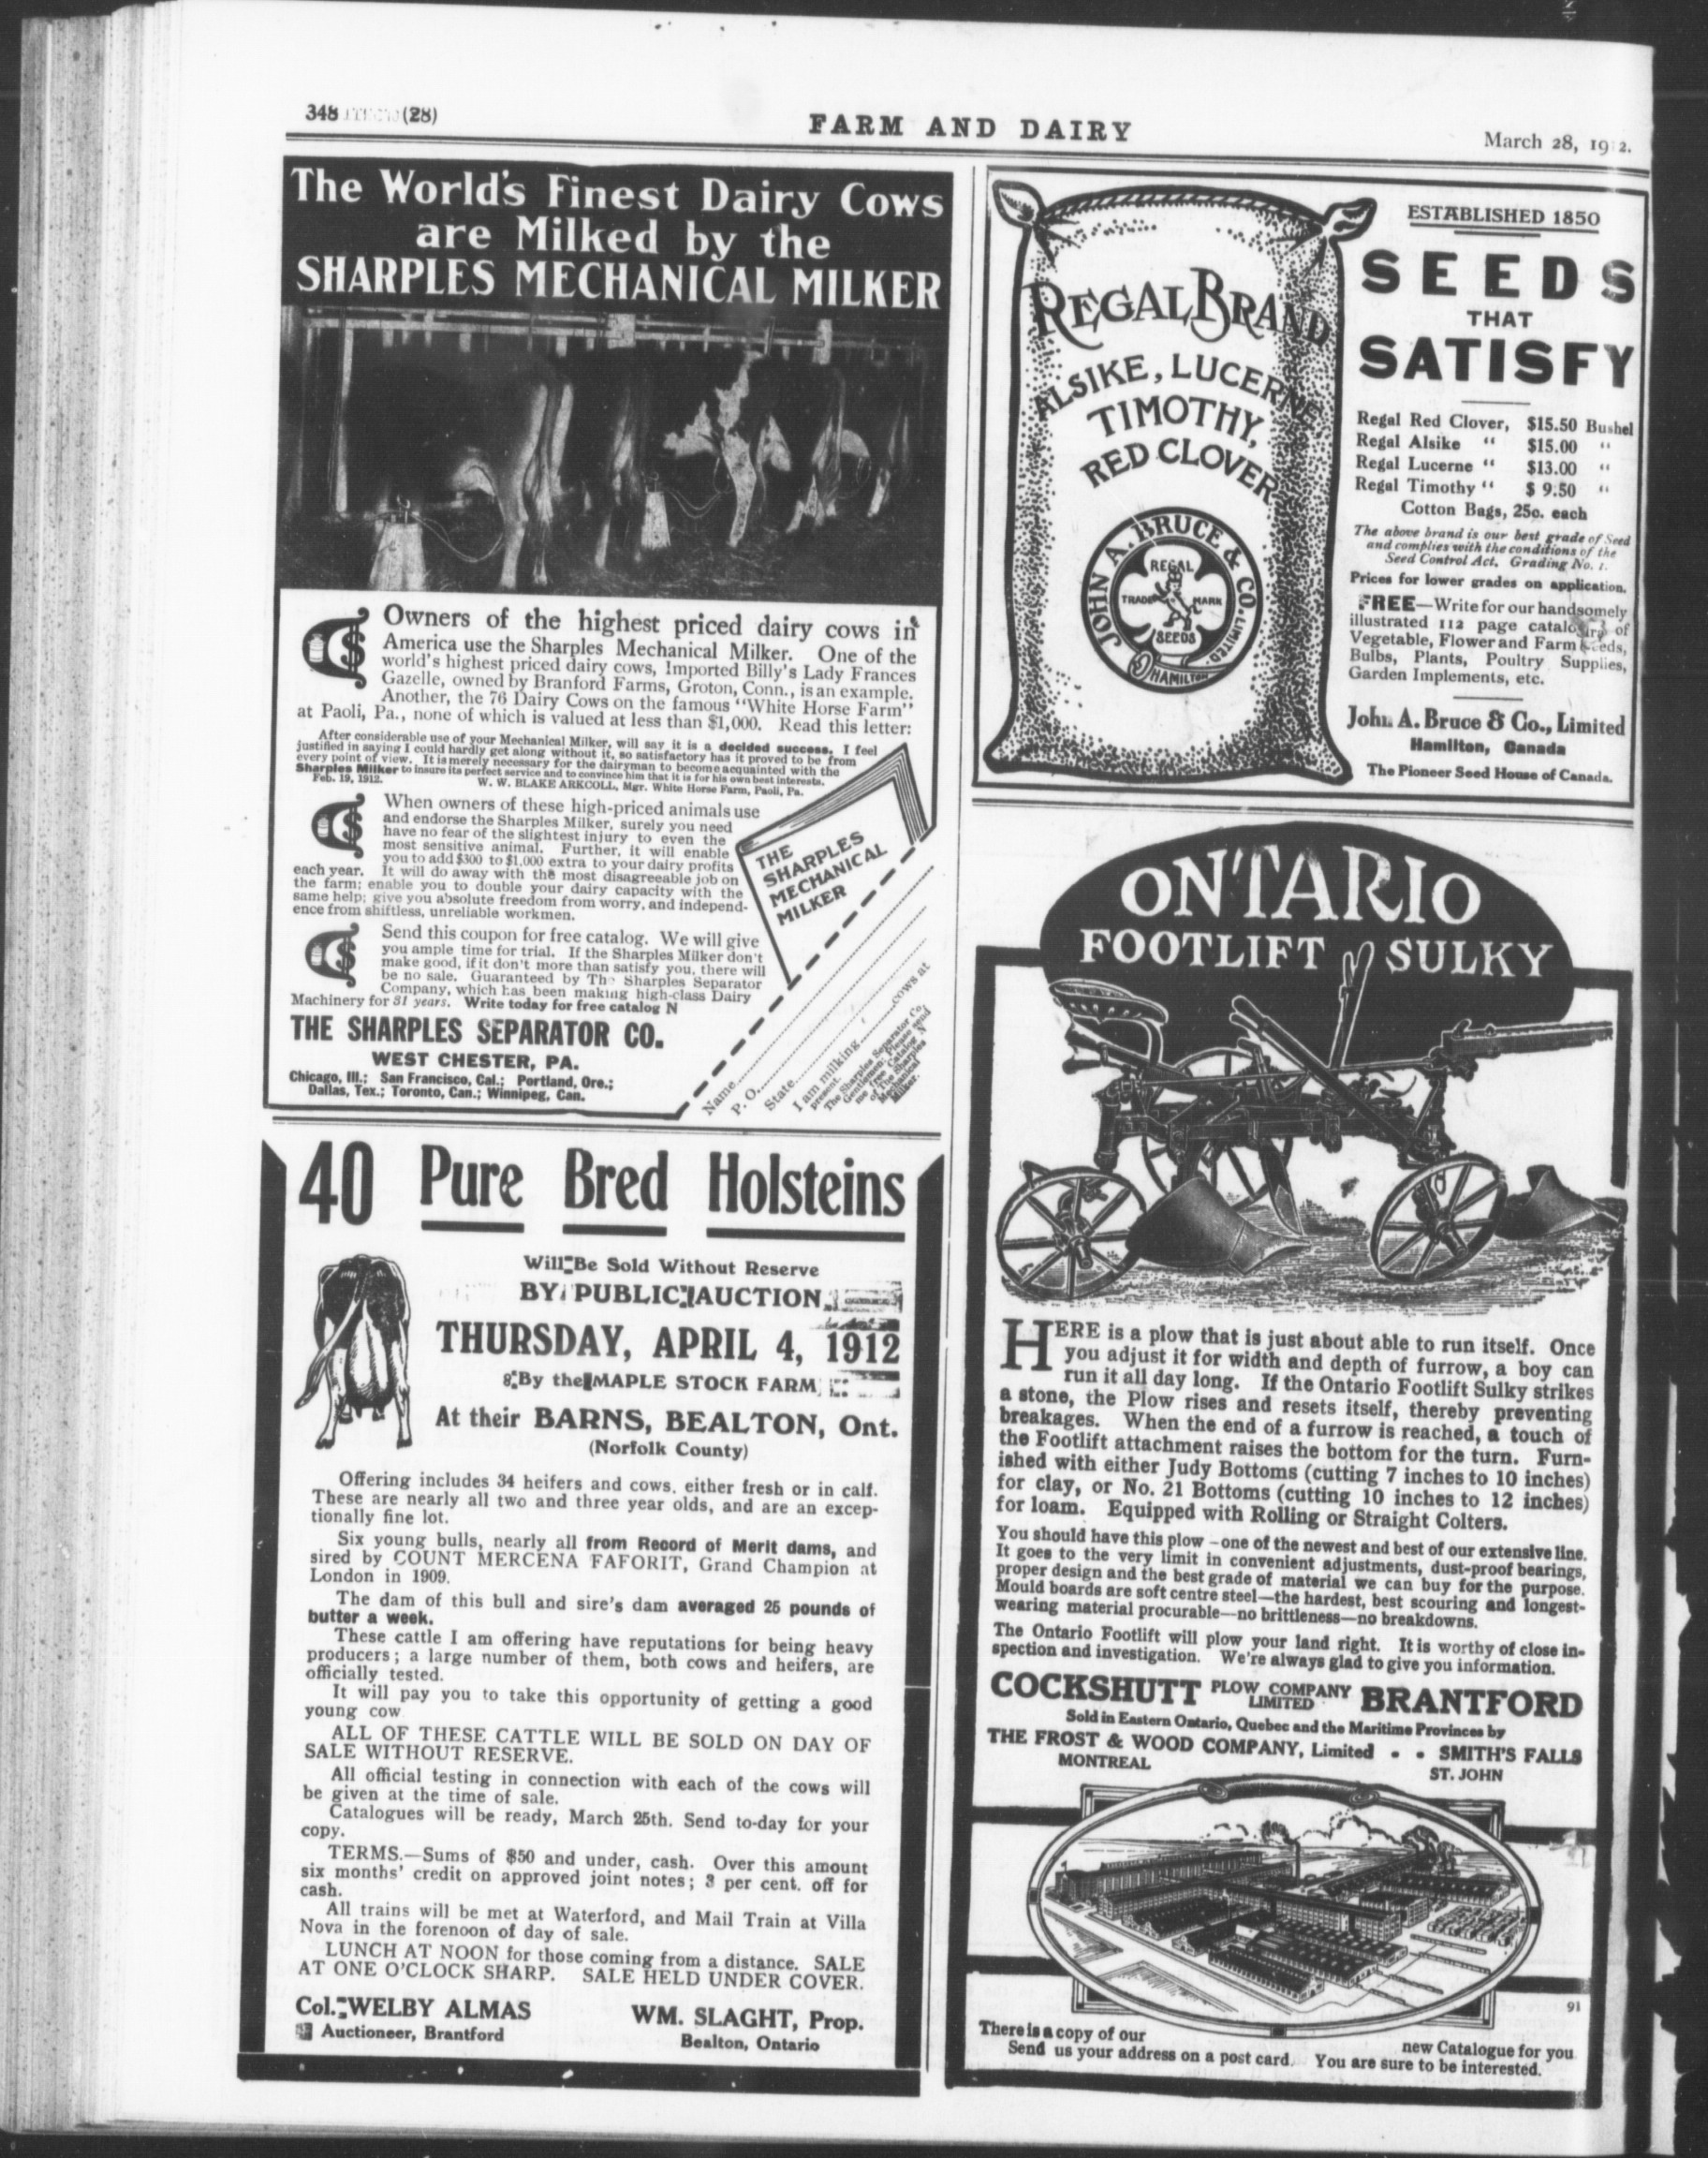 348 (28)
FARM AND DAIRY
March 28, 19 2.
The World's Finest Dairy Cows
are Milked by the
SHARPLES MECHANICAL MILKER
Owners of the highest priced dairy cows in
America use the Sharples Mechanical Milker. One of the
world's highest priced dairy cows, Imported Billy's Lady Frances
Gazelle, owned by Branford Farms, Groton, Conn., is an example.
Another, the 76 Dairy Cows on the famous "White Horse Farm"
at Paoli, Pa., none of which is valued at less than $1,000. Read this letter:
After considerable use of your Mechanical Milker, will say it is a decided success. I feel
justified in saying I could hardly get along without it, so satisfactory has it proved to be from
every point of view. It is merely necessary for the dairyman to become acquainted with the
Sharples Milker to insure its perfect service and to convince him that it is for his own best interests.
Feb. 19, 1912. W. W. BLAKE ARKCOLL, Mgr. White Horse Farm, Paoli, Pa.
When owners of these high-priced animals use
and endorse the Sharples Milker, surely you need
have no fear of the slightest injury to even the
most sensitive animal. Further, it will enable
you to add $300 to $1,000 extra to your dairy profits
each year. It will do away with the most disagreeable job on
the farm; enable you to double your dairy capacity with the
same help; give you absolute freedom from worry, and independ-
ence from shiftless, unreliable workmen.
Send this coupon for free catalog. We will give
you ample time for trial. If the Sharples Milker don't
make good, if it don't more than satisfy you, there will
be no sale. Guaranteed by The Sharples Separator
Company, which has been making high-class Dairy
Machinery for 31 years. Write today for free catalog N
THE SHARPLES SEPARATOR CO.
WEST CHESTER, PA.
Chicago, Ill.; San Francisco, Cal.; Portland, Ore.;
Dallas, Tex.; Toronto, Can.; Winnipeg, Can.
THE
SHARPLES
MECHANICAL
MILKER
Name
P. O.
State
I am milking cows at
present.
The Sharples Separator Co.
Gentlemen: Please send
me free Catalog N
of The Sharples
Mechanical
Milker.
40 Pure Bred Holsteins
Will Be Sold Without Reserve
BY PUBLIC AUCTION
THURSDAY, APRIL 4, 1912
By the MAPLE STOCK FARM
At their BARNS, BEALTON, Ont.
(Norfolk County)
Offering includes 34 heifers and cows, either fresh or in calf.
These are nearly all two and three year olds, and are an excep-
tionally fine lot.
Six young bulls, nearly all from Record of Merit dams, and
sired by COUNT MERCENA FAFORIT, Grand Champion at
London in 1909.
The dam of this bull and sire's dam averaged 25 pounds of
butter a week.
These cattle I am offering have reputations for being heavy
producers; a large number of them, both cows and heifers, are
officially tested.
It will pay you to take this opportunity of getting a good
young cow
ALL OF THESE CATTLE WILL BE SOLD ON DAY OF
SALE WITHOUT RESERVE.
All official testing in connection with each of the cows will
be given at the time of sale.
Catalogues will be ready, March 25th. Send to-day for your
copy.
TERMS.—Sums of $50 and under, cash. Over this amount
six months' credit on approved joint notes; 3 per cent. off for
cash.
All trains will be met at Waterford, and Mail Train at Villa
Nova in the forenoon of day of sale.
LUNCH AT NOON for those coming from a distance. SALE
AT ONE O'CLOCK SHARP. SALE HELD UNDER COVER.
Col. WELBY ALMAS
Auctioneer, Brantford
WM. SLAGHT, Prop.
Bealton, Ontario
REGAL BRAND
ALSIKE, LUCERNE,
TIMOTHY,
RED CLOVER
JOHN A. BRUCE & CO. LIMITED.
REGAL
TRADE MARK
SEEDS
HAMILTON
ESTABLISHED 1850
SEEDS
THAT
SATISFY
Regal Red Clover, $15.50 Bushel
Regal Alsike " $15.00 "
Regal Lucerne " $13.00 "
Regal Timothy " $ 9.50 "
Cotton Bags, 25c. each
The above brand is our best grade of Seed
and complies with the conditions of the
Seed Control Act, Grading No. 1.
Prices for lower grades on application.
FREE—Write for our handsomely
illustrated 112 page catalogue of
Vegetable, Flower and Farm Seeds,
Bulbs, Plants, Poultry Supplies,
Garden Implements, etc.
John A. Bruce & Co., Limited
Hamilton, Canada
The Pioneer Seed House of Canada.
ONTARIO
FOOTLIFT SULKY
HERE is a plow that is just about able to run itself. Once
you adjust it for width and depth of furrow, a boy can
run it all day long. If the Ontario Footlift Sulky strikes
a stone, the Plow rises and resets itself, thereby preventing
breakages. When the end of a furrow is reached, a touch of
the Footlift attachment raises the bottom for the turn. Furn-
ished with either Judy Bottoms (cutting 7 inches to 10 inches)
for clay, or No. 21 Bottoms (cutting 10 inches to 12 inches)
for loam. Equipped with Rolling or Straight Colters.
You should have this plow—one of the newest and best of our extensive line.
It goes to the very limit in convenient adjustments, dust-proof bearings,
proper design and the best grade of material we can buy for the purpose.
Mould boards are soft centre steel—the hardest, best scouring and longest-
wearing material procurable—no brittleness—no breakdowns.
The Ontario Footlift will plow your land right. It is worthy of close in-
spection and investigation. We're always glad to give you information.
COCKSHUTT PLOW COMPANY LIMITED BRANTFORD
Sold in Eastern Ontario, Quebec and the Maritime Provinces by
THE FROST & WOOD COMPANY, Limited - - SMITH'S FALLS
MONTREAL ST. JOHN
91
There is a copy of our new Catalogue for you
Send us your address on a post card. You are sure to be interested.